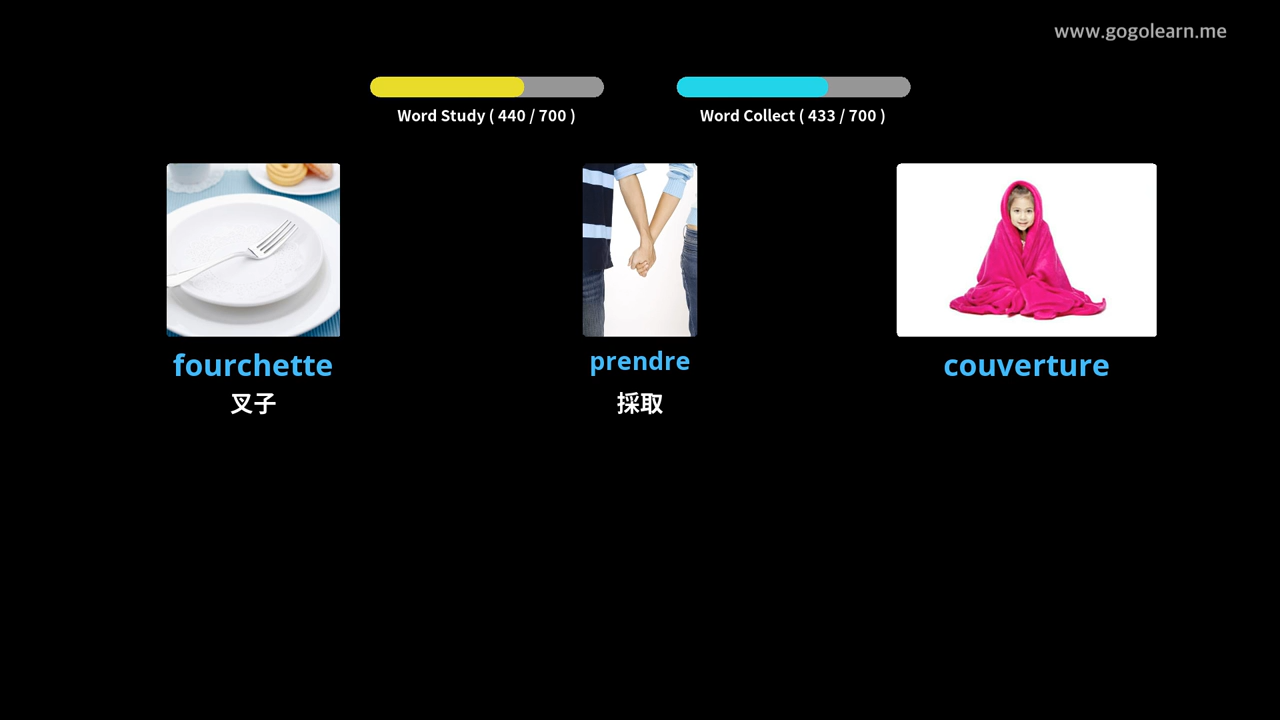 www.gogolearn.me
Word Study ( 440 / 700 )
Word Collect ( 433 / 700 )
fourchette
叉子
prendre
採取
couverture